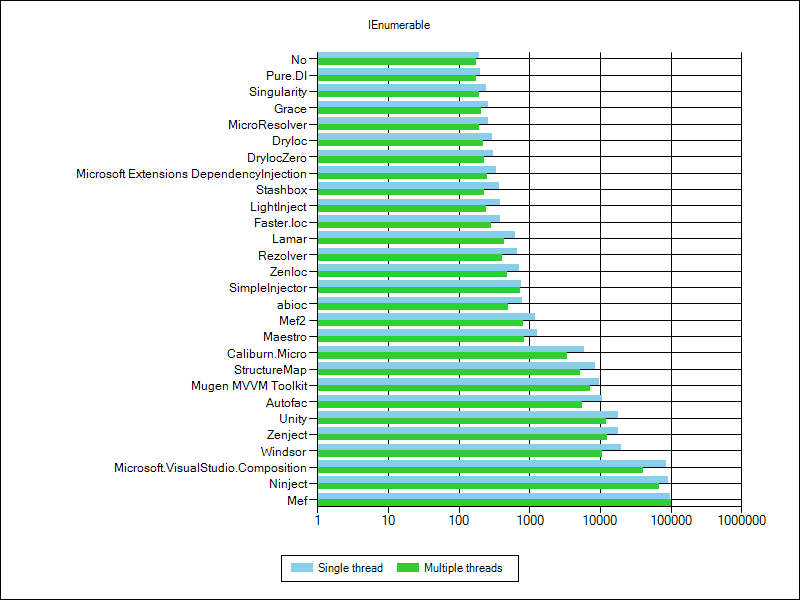 IEnumerable
No
Pure.DI
Singularity
Grace
MicroResolver
DryIoc
DryIocZero
Microsoft Extensions DependencyInjection
Stashbox
LightInject
Faster.Ioc
Lamar
Rezolver
ZenIoc
SimpleInjector
abioc
Mef2
Maestro
Caliburn.Micro
StructureMap
Mugen MVVM Toolkit
Autofac
Unity
Zenject
Windsor
Microsoft.VisualStudio.Composition
Ninject
Mef
1 10 100 1000 10000 100000 1000000
Single thread Multiple threads